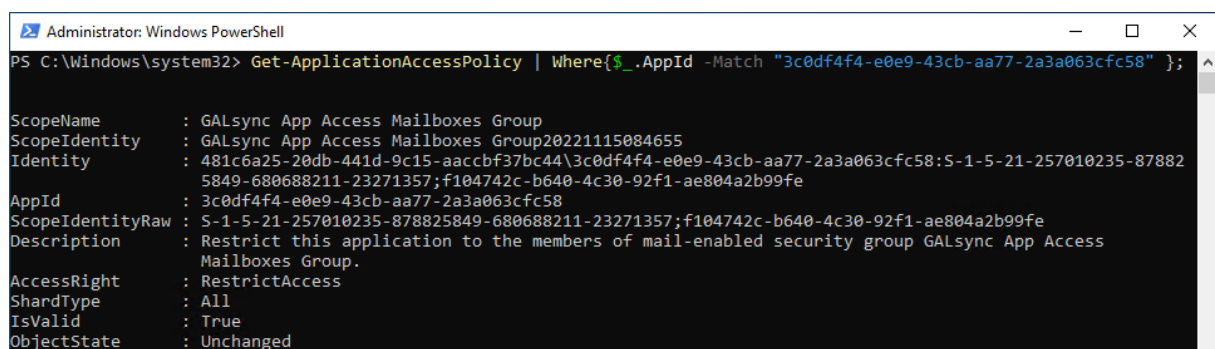 Administrator: Windows PowerShell
PS C:\Windows\system32> Get-ApplicationAccessPolicy | Where{$_.AppId -Match "3c0df4f4-e0e9-43cb-aa77-2a3a063cfc58" };
ScopeName : GALsync App Access Mailboxes Group
ScopeIdentity : GALsync App Access Mailboxes Group20221115084655
Identity : 481c6a25-20db-441d-9c15-aaccbf37bc44\3c0df4f4-e0e9-43cb-aa77-2a3a063cfc58:S-1-5-21-257010235-87882
5849-680688211-23271357;f104742c-b640-4c30-92f1-ae804a2b99fe
AppId : 3c0df4f4-e0e9-43cb-aa77-2a3a063cfc58
ScopeIdentityRaw : S-1-5-21-257010235-878825849-680688211-23271357;f104742c-b640-4c30-92f1-ae804a2b99fe
Description : Restrict this application to the members of mail-enabled security group GALsync App Access
Mailboxes Group.
AccessRight : RestrictAccess
ShardType : All
IsValid : True
ObjectState : Unchanged